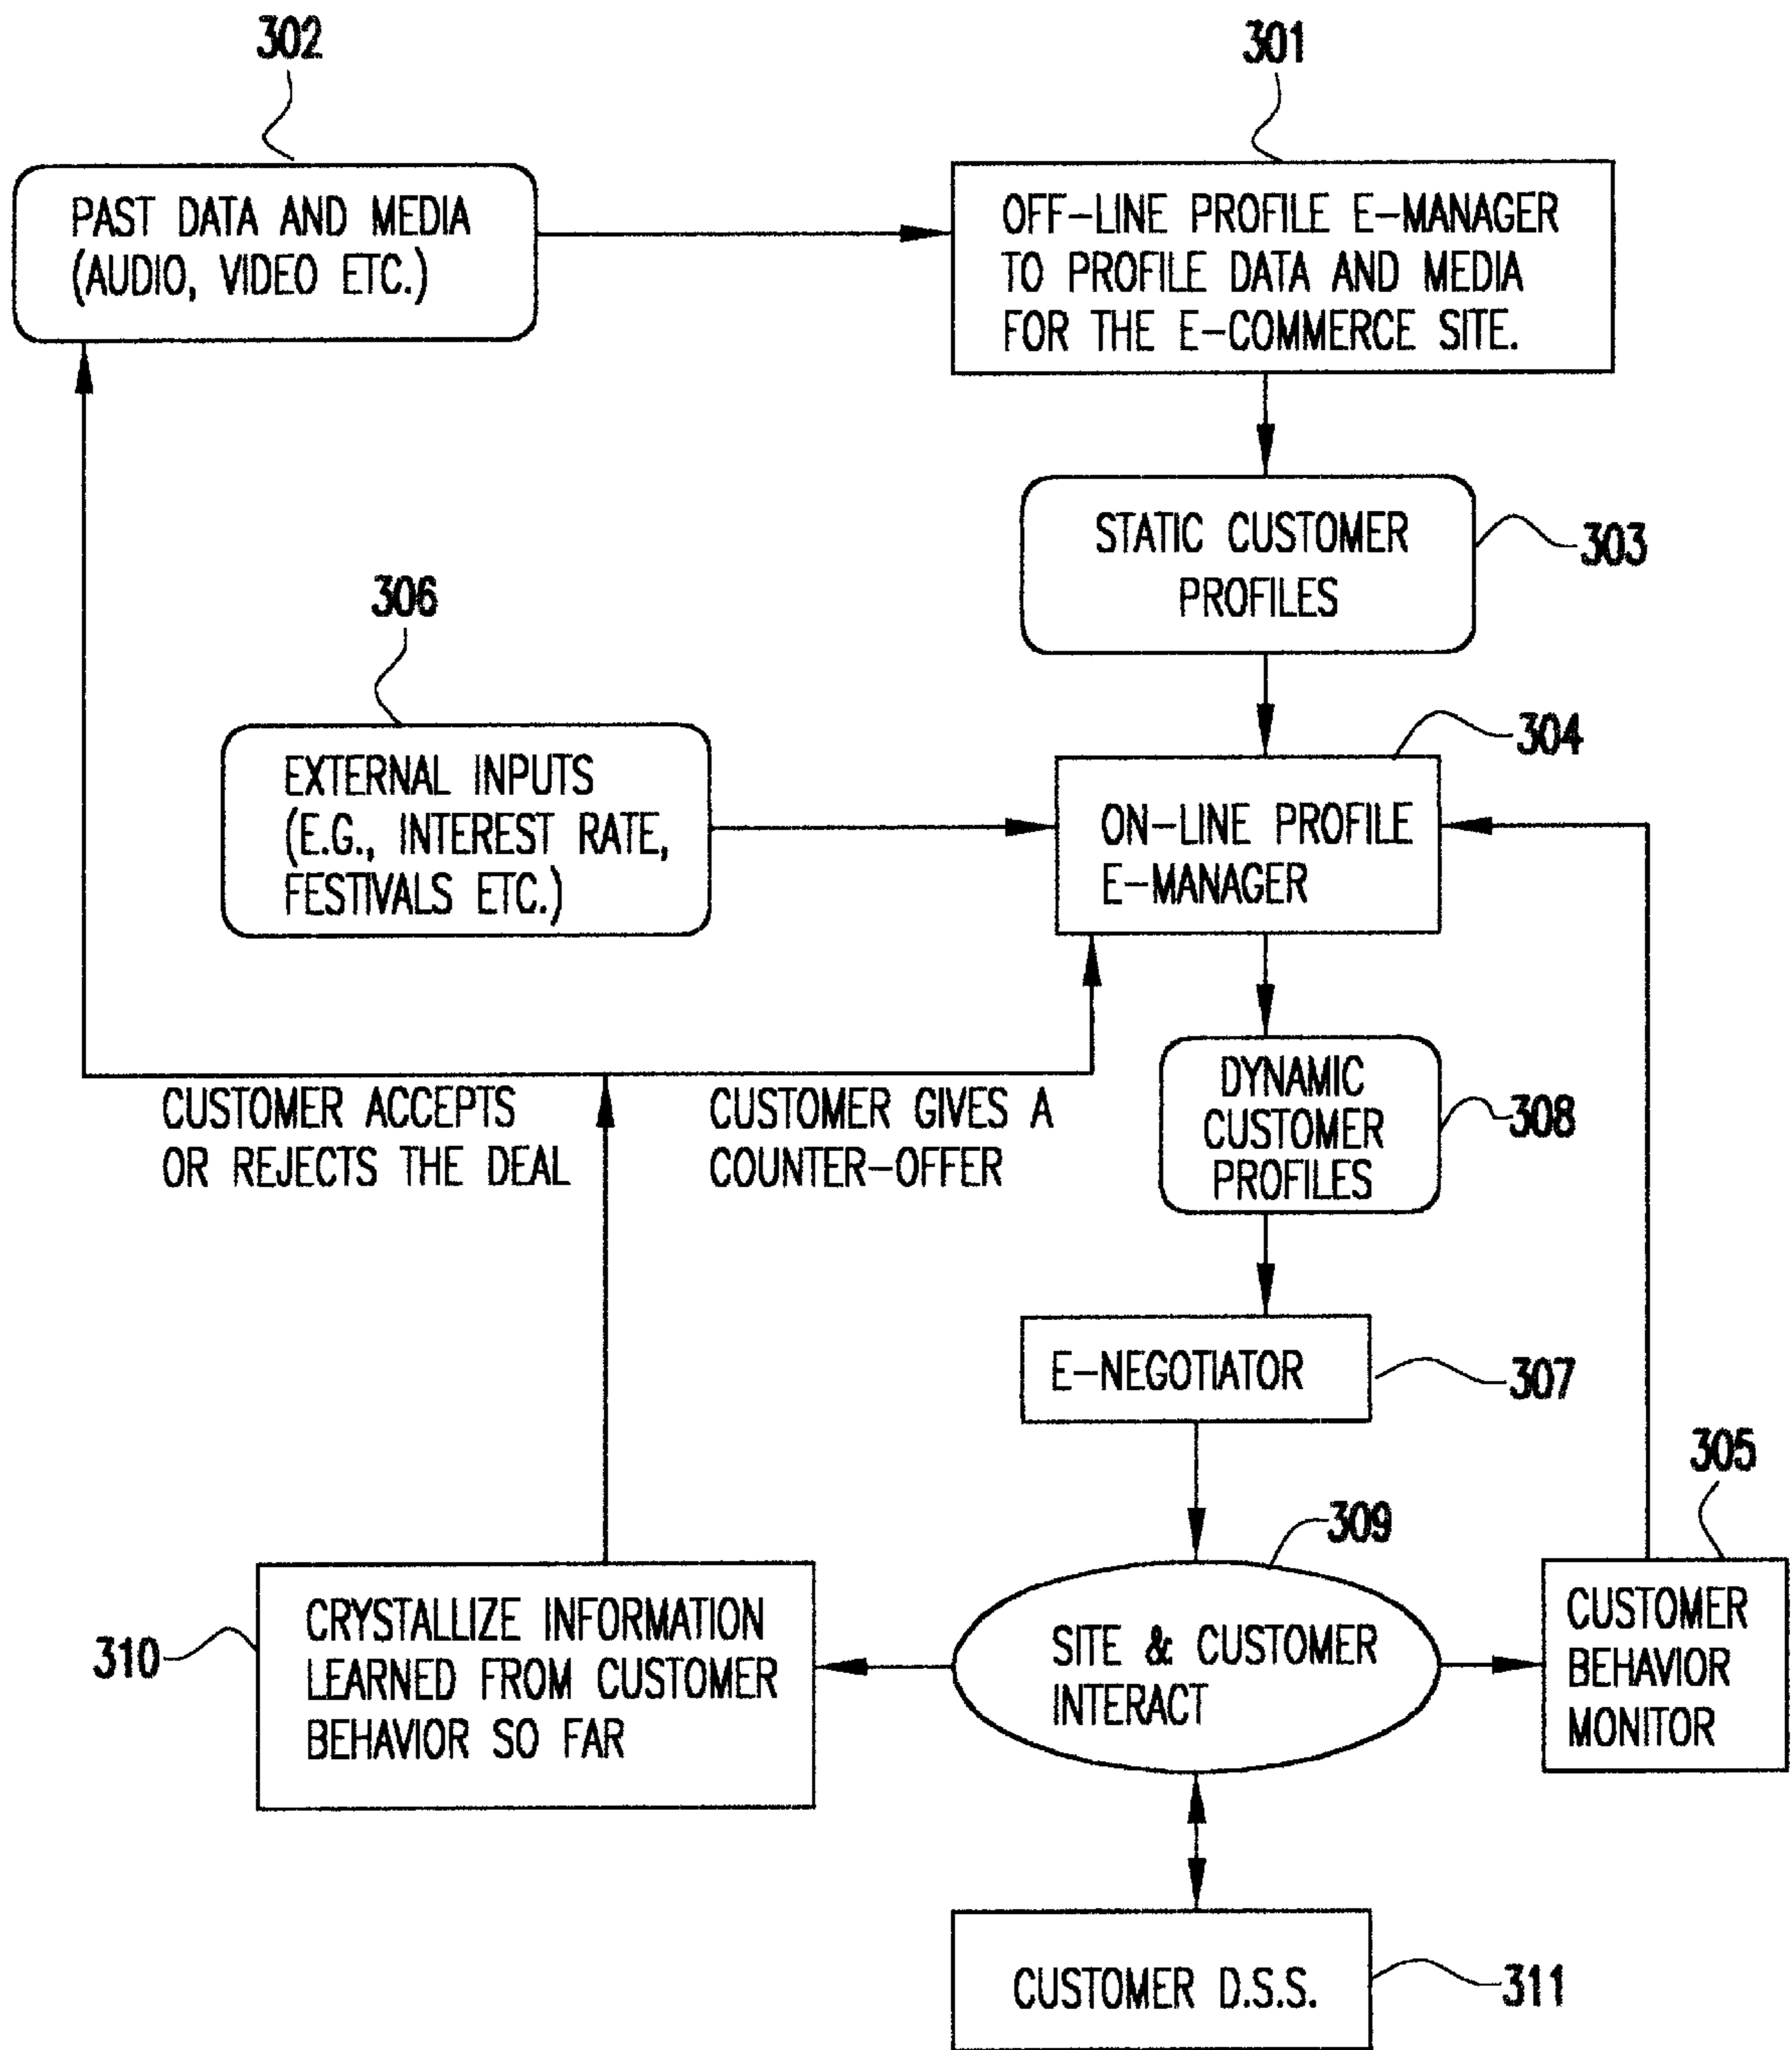 302
301
PAST DATA AND MEDIA
(AUDIO, VIDEO ETC.)
OFF-LINE PROFILE E-MANAGER
TO PROFILE DATA AND MEDIA
FOR THE E-COMMERCE SITE.
STATIC CUSTOMER
PROFILES
303
306
EXTERNAL INPUTS
(E.G., INTEREST RATE,
FESTIVALS ETC.)
304
ON-LINE PROFILE
E-MANAGER
CUSTOMER ACCEPTS
OR REJECTS THE DEAL
CUSTOMER GIVES A
COUNTER-OFFER
DYNAMIC
CUSTOMER
PROFILES
308
E-NEGOTIATOR
307
305
309
310
CRYSTALLIZE INFORMATION
LEARNED FROM CUSTOMER
BEHAVIOR SO FAR
SITE & CUSTOMER
INTERACT
CUSTOMER
BEHAVIOR
MONITOR
CUSTOMER D.S.S.
311